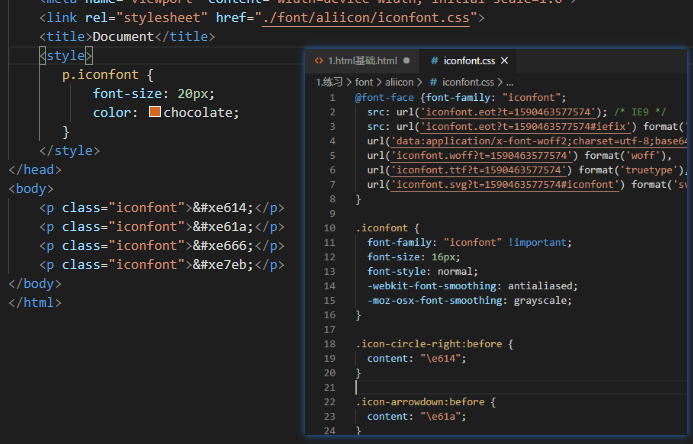 <meta name="viewport" content="width=device-width, initial-scale=1.0">
<link rel="stylesheet" href="./font/aliicon/iconfont.css">
<title>Document</title>
<style>
p.iconfont {
font-size: 20px;
color: chocolate;
}
</style>
</head>
<body>
<p class="iconfont">&#xe614;</p>
<p class="iconfont">&#xe61a;</p>
<p class="iconfont">&#xe666;</p>
<p class="iconfont">&#xe7eb;</p>
</body>
</html>
1.html基础.html
# iconfont.css
1.练习 > font > aliicon > # iconfont.css > ...
1 @font-face {font-family: "iconfont";
2 src: url('iconfont.eot?t=1590463577574'); /* IE9 */
3 src: url('iconfont.eot?t=1590463577574#iefix') format('
4 url('data:application/x-font-woff2;charset=utf-8;base64
5 url('iconfont.woff?t=1590463577574') format('woff'),
6 url('iconfont.ttf?t=1590463577574') format('truetype'),
7 url('iconfont.svg?t=1590463577574#iconfont') format('sv
8 }
9
10 .iconfont {
11 font-family: "iconfont" !important;
12 font-size: 16px;
13 font-style: normal;
14 -webkit-font-smoothing: antialiased;
15 -moz-osx-font-smoothing: grayscale;
16 }
17
18 .icon-circle-right:before {
19 content: "\e614";
20 }
21
22 .icon-arrowdown:before {
23 content: "\e61a";
24 }